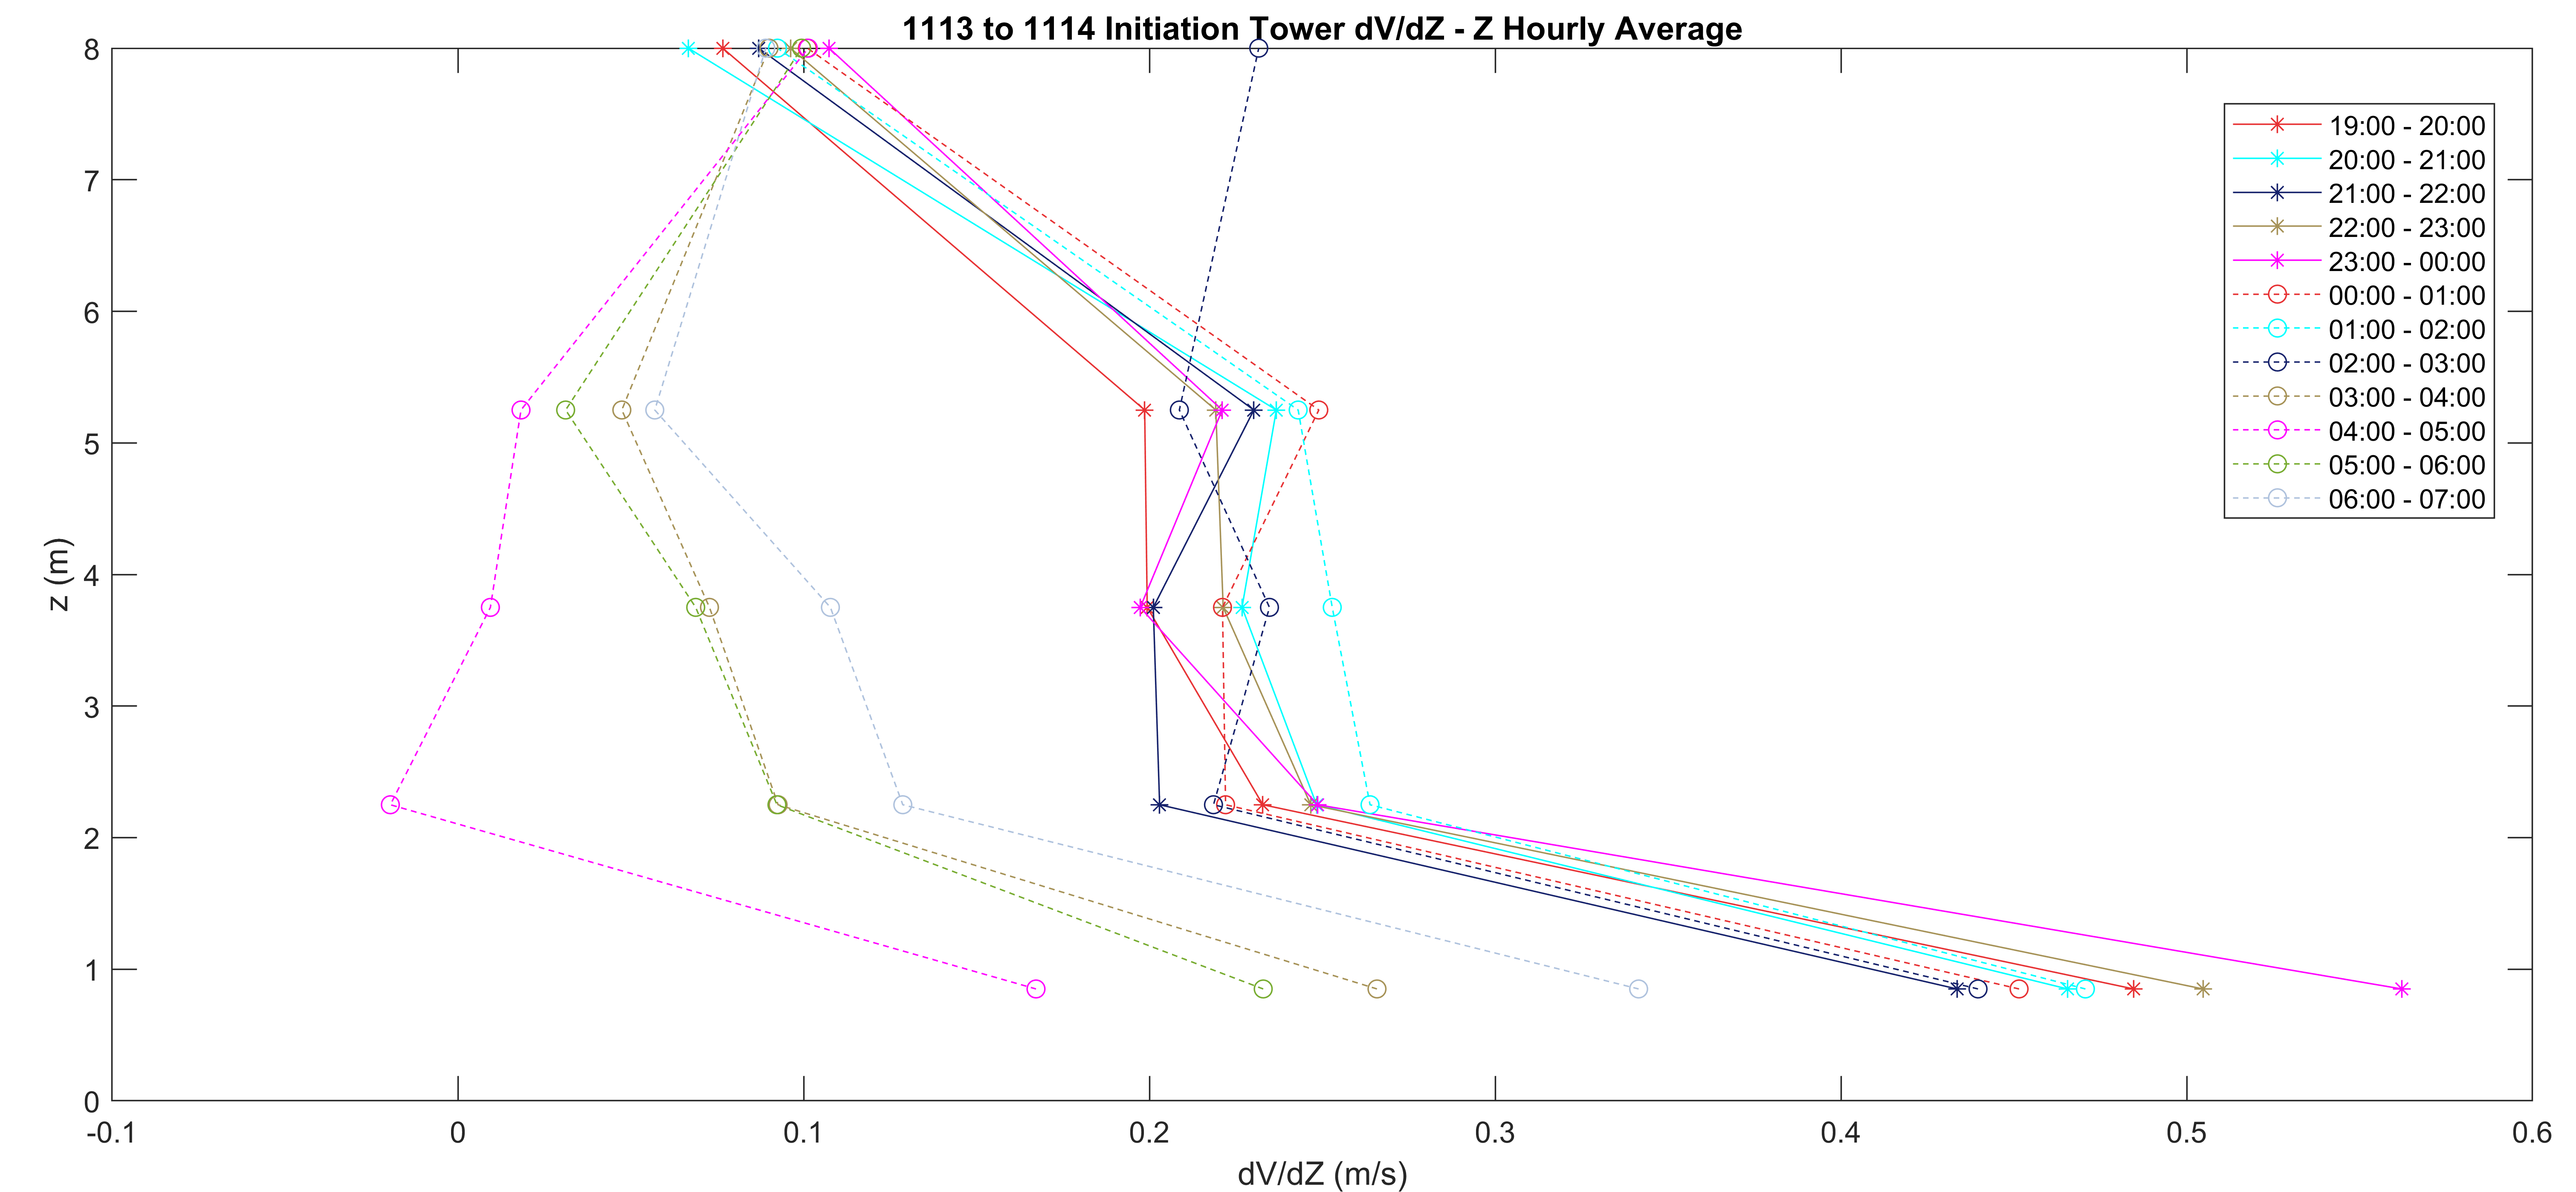 1113 to 1114 Initiation Tower dV/dZ - Z Hourly Average
8
7
6
5
4
3
2
1
0
z (m)
-0.1 0 0.1 0.2 0.3 0.4 0.5 0.6
dV/dZ (m/s)
19:00 - 20:00
20:00 - 21:00
21:00 - 22:00
22:00 - 23:00
23:00 - 00:00
00:00 - 01:00
01:00 - 02:00
02:00 - 03:00
03:00 - 04:00
04:00 - 05:00
05:00 - 06:00
06:00 - 07:00